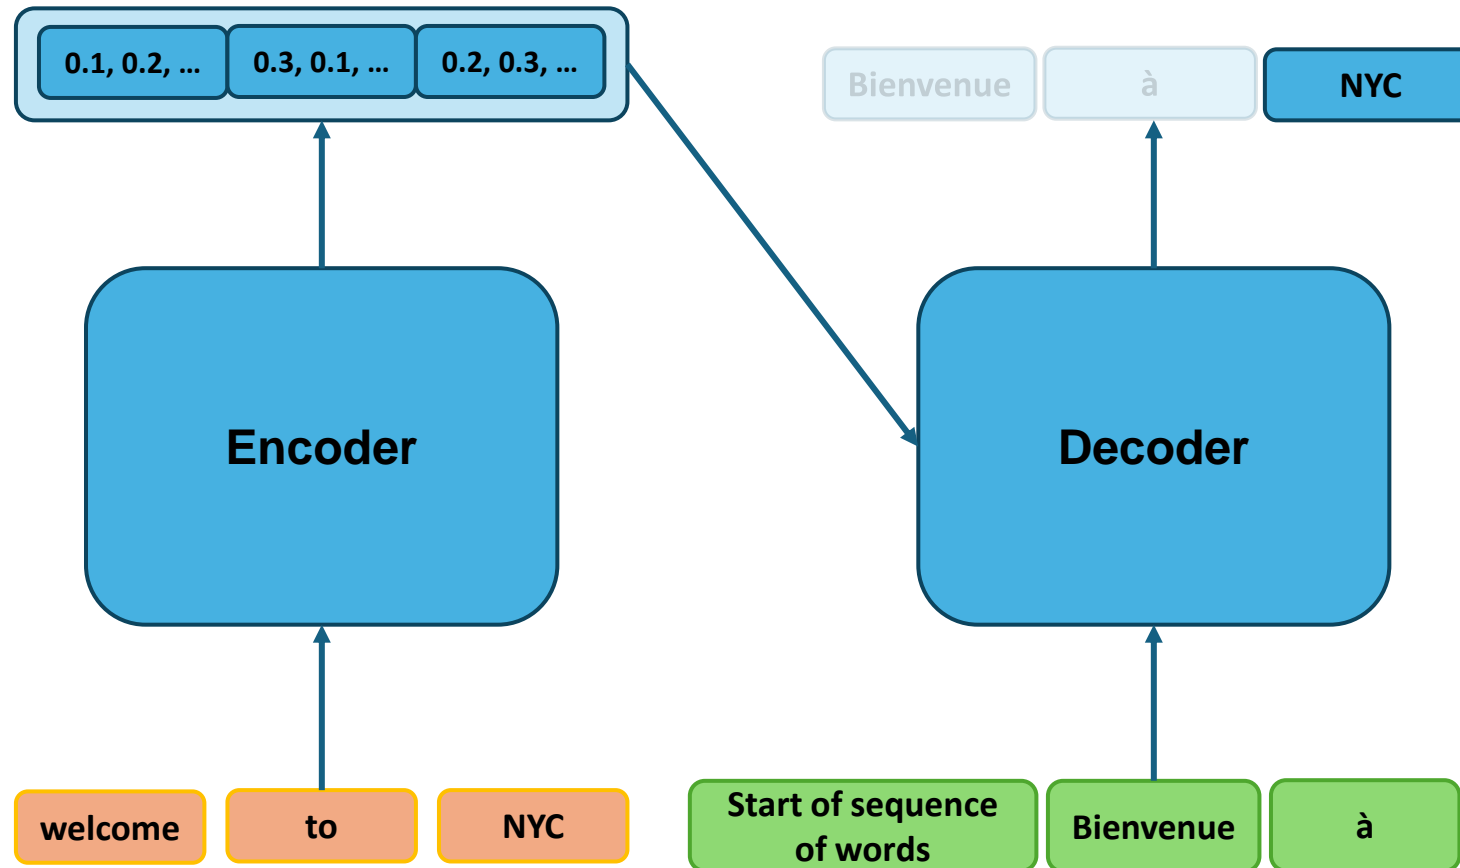 0.1, 0.2, …
0.3, 0.1, …
0.2, 0.3, …
Bienvenue
à
NYC
Encoder
Decoder
welcome
to
NYC
Start of sequence
of words
Bienvenue
à